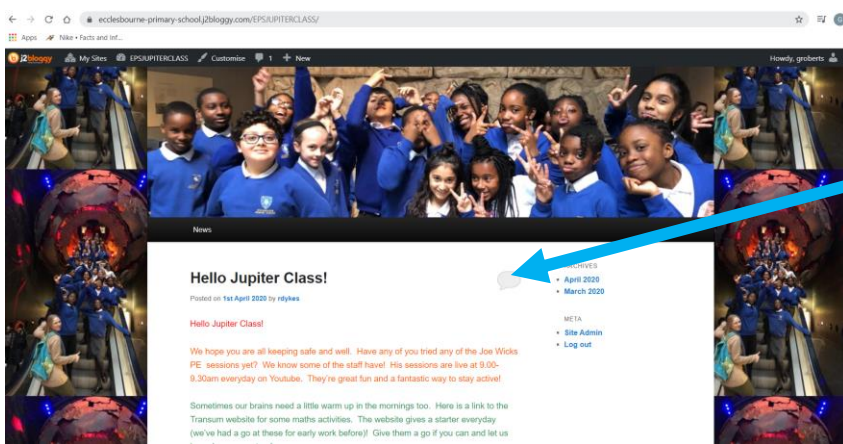 ecclesbourne-primary-school.j2bloggy.com/EPSJUPITERCLASS/
Apps Nike • Facts and Inf...
j2bloggy My Sites EPSJUPITERCLASS Customise 1 + New Howdy, groberts
News
Hello Jupiter Class!
Posted on 1st April 2020 by rdykes
Hello Jupiter Class!
We hope you are all keeping safe and well. Have any of you tried any of the Joe Wicks
PE sessions yet? We know some of the staff have! His sessions are live at 9.00-
9.30am everyday on Youtube. They're great fun and a fantastic way to stay active!
Sometimes our brains need a little warm up in the mornings too. Here is a link to the
Transum website for some maths activities. The website gives a starter everyday
(we've had a go at these for early work before)! Give them a go if you can and let us
ARCHIVES
April 2020
March 2020
META
Site Admin
Log out